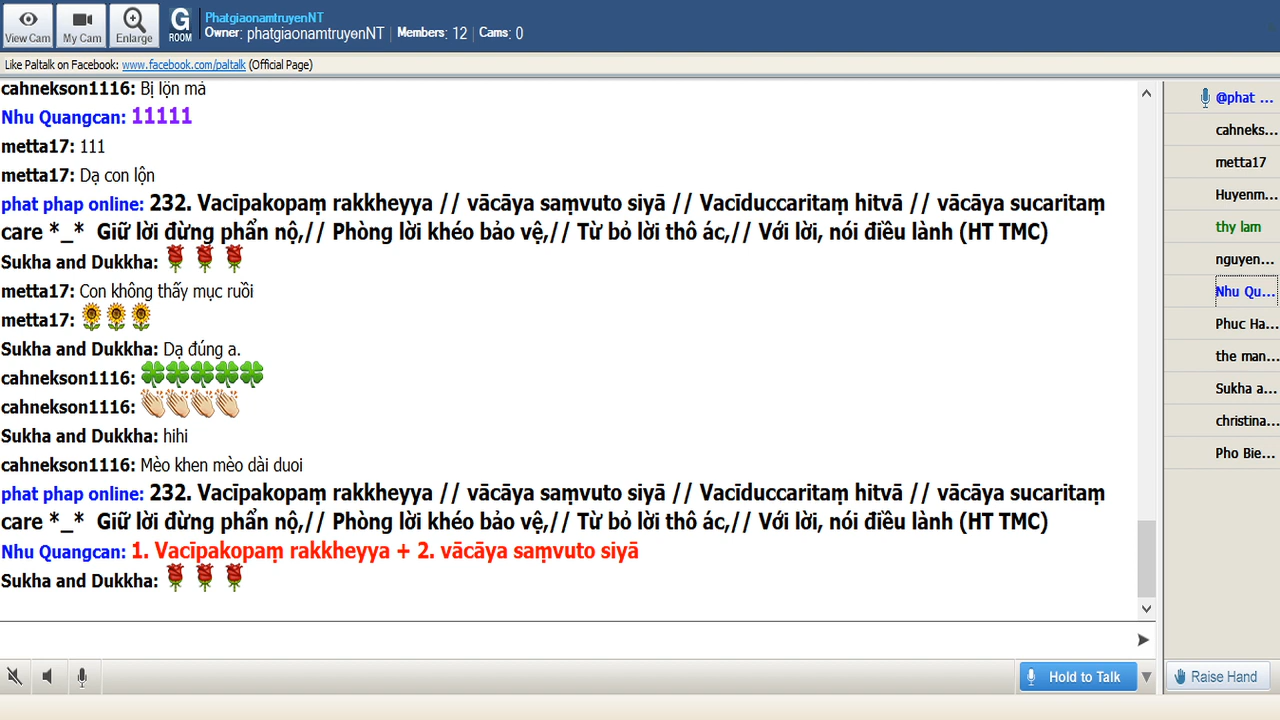 View Cam
My Cam
Enlarge
G
ROOM
PhatgiaonamtruyenNT
Owner: phatgiaonamtruyenNT | Members: 12 | Cams: 0
Like Paltalk on Facebook: www.facebook.com/paltalk (Official Page)
cahnekson1116: Bị lộn mả
Nhu Quangcan: 11111
metta17: 111
metta17: Dạ con lộn
phat phap online: 232. Vacīpakopaṃ rakkheyya // vācāya saṃvuto siyā // Vacīduccaritaṃ hitvā // vācāya sucaritaṃ
care *_* Giữ lời đừng phẩn nộ,// Phòng lời khéo bảo vệ,// Từ bỏ lời thô ác,// Với lời, nói điều lành (HT TMC)
Sukha and Dukkha:
metta17: Con không thấy mục ruồi
metta17:
Sukha and Dukkha: Dạ đúng a.
cahnekson1116:
cahnekson1116:
Sukha and Dukkha: hihi
cahnekson1116: Mèo khen mèo dài duoi
phat phap online: 232. Vacīpakopaṃ rakkheyya // vācāya saṃvuto siyā // Vacīduccaritaṃ hitvā // vācāya sucaritaṃ
care *_* Giữ lời đừng phẩn nộ,// Phòng lời khéo bảo vệ,// Từ bỏ lời thô ác,// Với lời, nói điều lành (HT TMC)
Nhu Quangcan: 1. Vacīpakopaṃ rakkheyya + 2. vācāya saṃvuto siyā
Sukha and Dukkha:
@phat ...
cahneks...
metta17
Huyenm...
thy lam
nguyen...
Nhu Qu...
Phuc Ha...
the man...
Sukha a...
christina...
Pho Bie...
Hold to Talk
Raise Hand